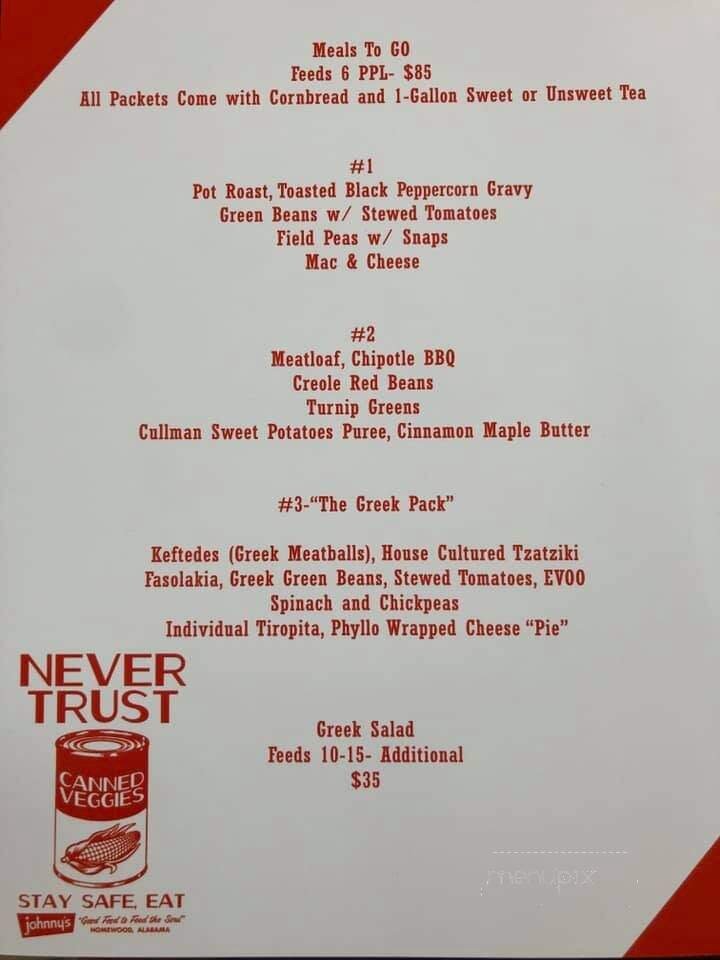 Meals To GO
Feeds 6 PPL- $85
All Packets Come with Cornbread and 1-Gallon Sweet or Unsweet Tea
#1
Pot Roast, Toasted Black Peppercorn Gravy
Green Beans w/ Stewed Tomatoes
Field Peas w/ Snaps
Mac & Cheese
#2
Meatloaf, Chipotle BBQ
Creole Red Beans
Turnip Greens
Cullman Sweet Potatoes Puree, Cinnamon Maple Butter
#3-“The Greek Pack”
Keftedes (Greek Meatballs), House Cultured Tzatziki
Fasolakia, Greek Green Beans, Stewed Tomatoes, EVOO
Spinach and Chickpeas
Individual Tiropita, Phyllo Wrapped Cheese “Pie”
Greek Salad
Feeds 10-15- Additional
$35
NEVER
TRUST
CANNED
VEGGIES
STAY SAFE, EAT
johnny's "Good Food to Feed the Soul"
HOMEWOOD, ALABAMA
menupix